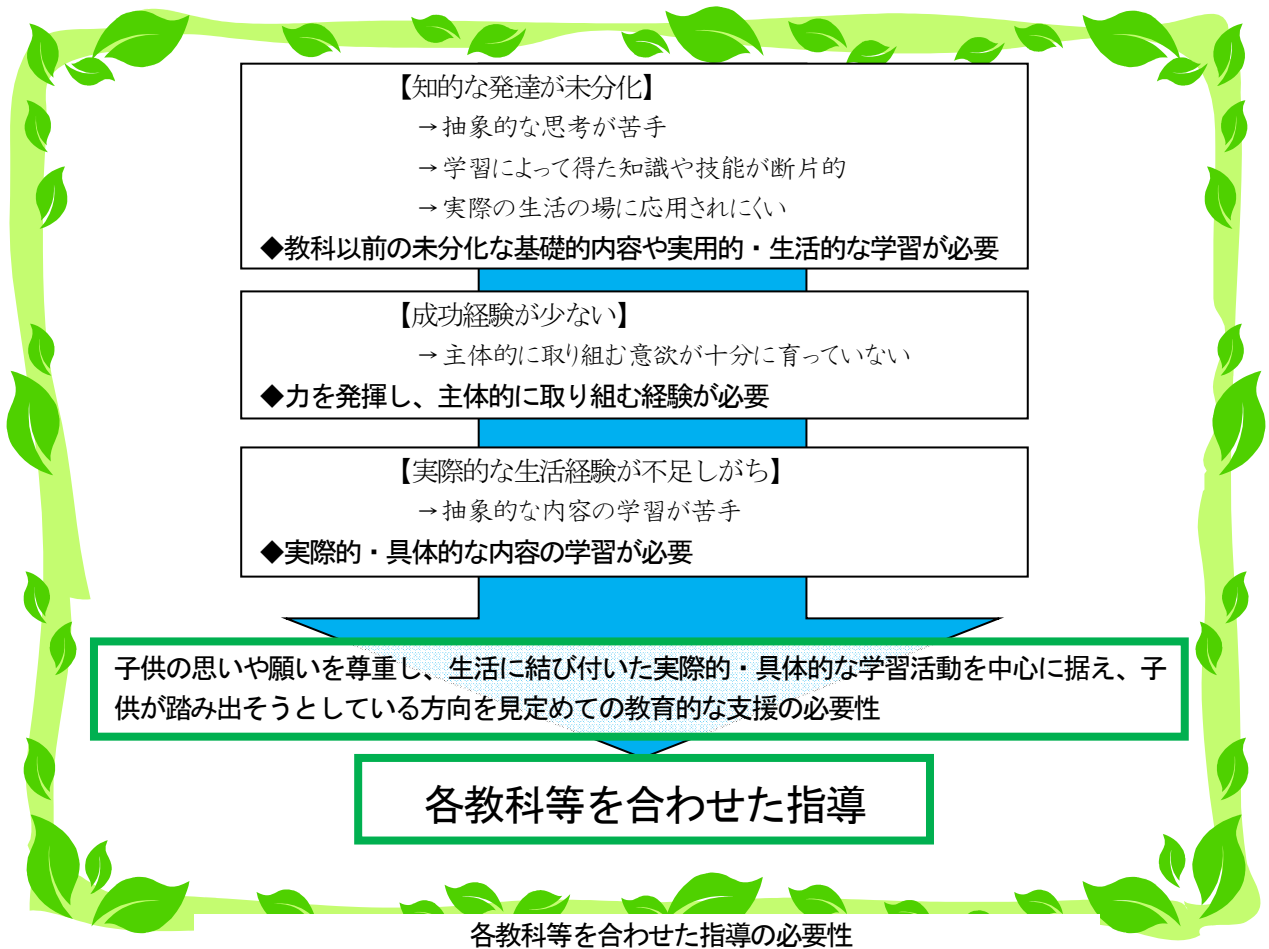 【知的な発達が未分化】
→抽象的な思考が苦手
→学習によって得た知識や技能が断片的
→実際の生活の場に応用されにくい
◆教科以前の未分化な基礎的内容や実用的・生活的な学習が必要
【成功経験が少ない】
→主体的に取り組む意欲が十分に育っていない
◆力を発揮し、主体的に取り組む経験が必要
【実際的な生活経験が不足しがち】
→抽象的な内容の学習が苦手
◆実際的・具体的な内容の学習が必要
子供の思いや願いを尊重し、生活に結び付いた実際的・具体的な学習活動を中心に据え、子
供が踏み出そうとしている方向を見定めての教育的な支援の必要性
各教科等を合わせた指導
各教科等を合わせた指導の必要性